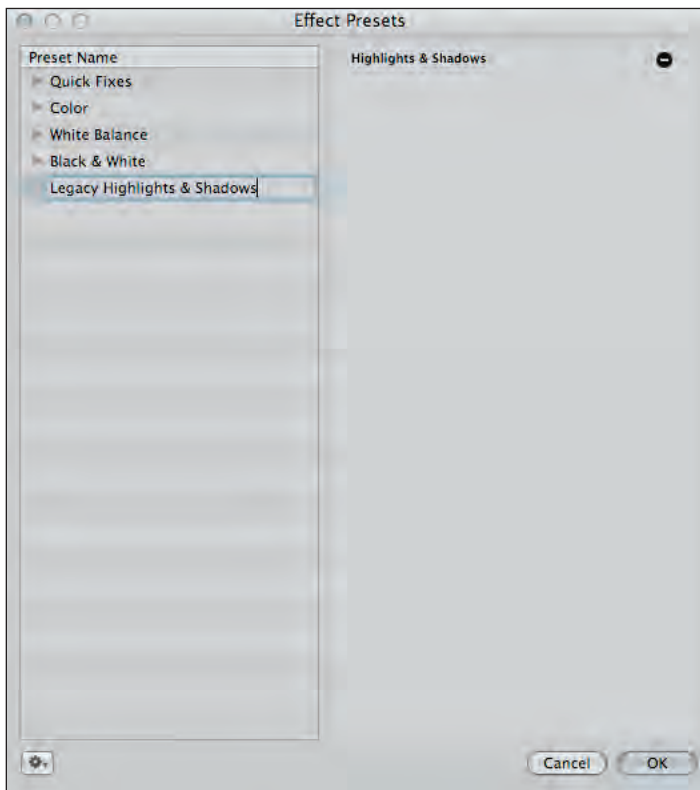 Effect Presets
Preset Name
Quick Fixes
Color
White Balance
Black & White
Legacy Highlights & Shadows
Highlights & Shadows
Cancel
OK